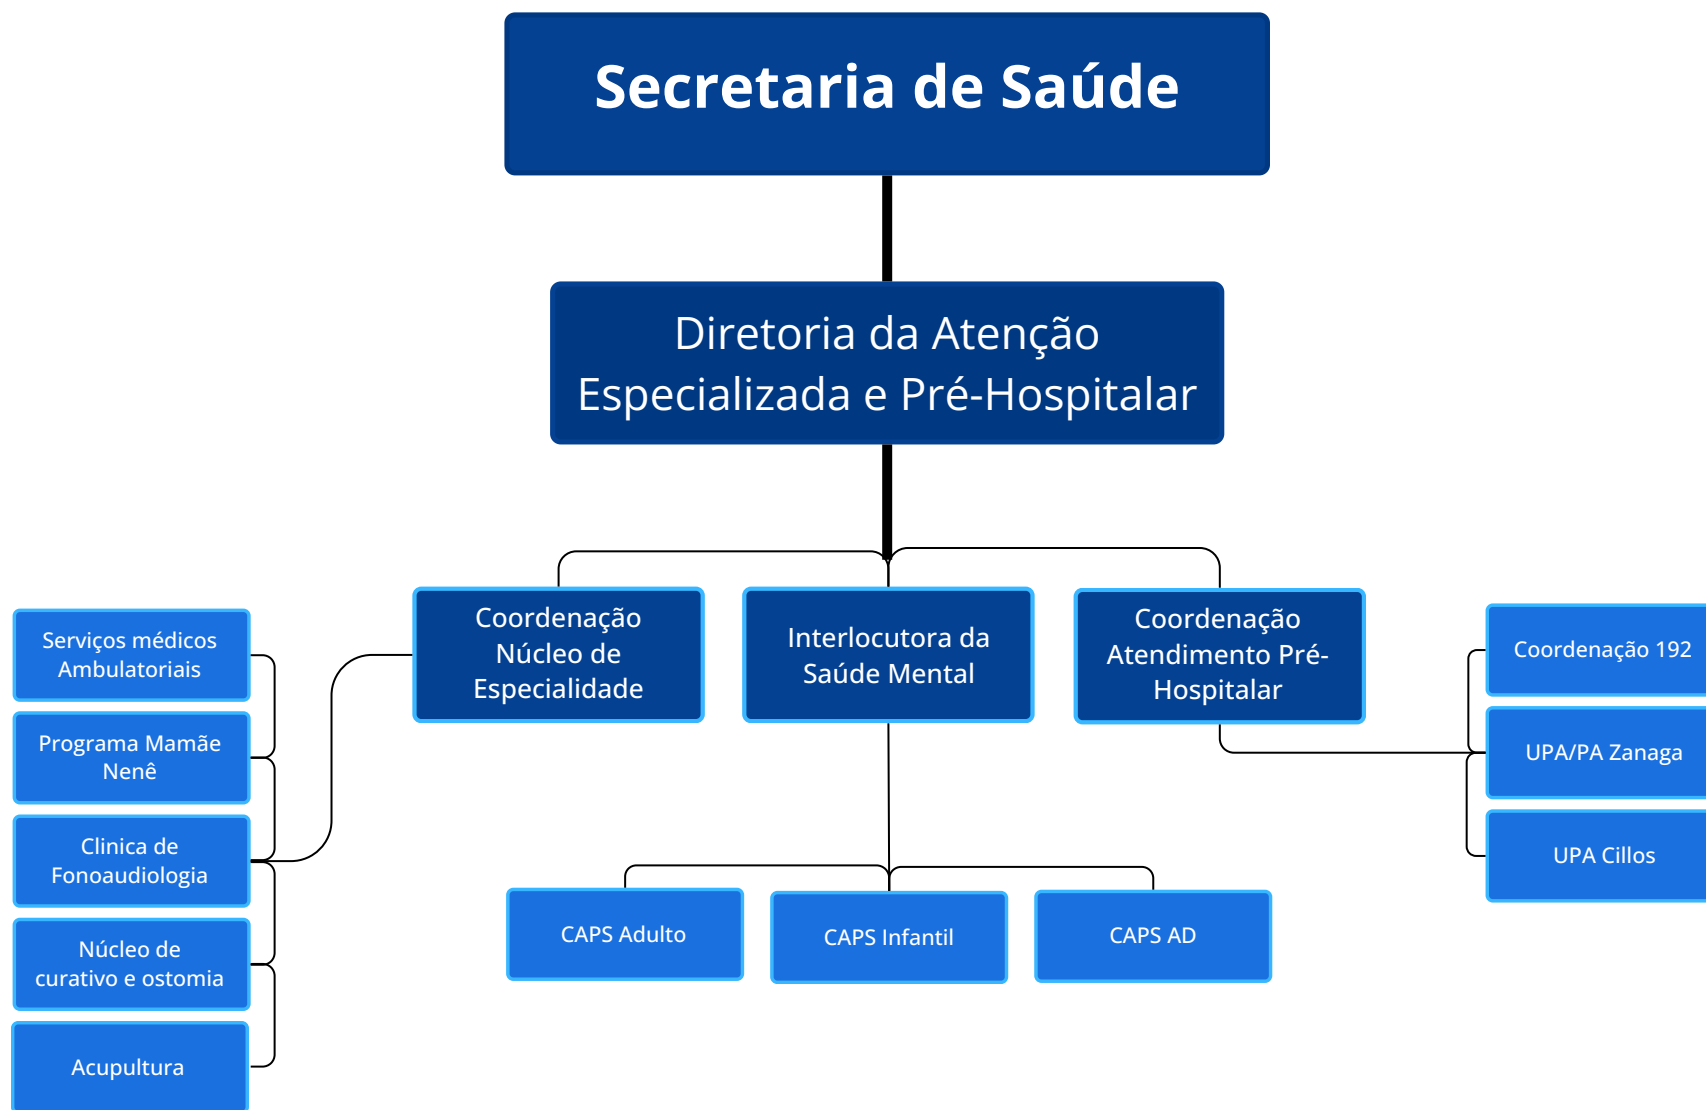 Secretaria de Saúde
Diretoria da Atenção
Especializada e Pré-Hospitalar
Coordenação
Núcleo de
Especialidade
Interlocutora da
Saúde Mental
Coordenação
Atendimento Pré-
Hospitalar
Serviços médicos
Ambulatoriais
Programa Mamãe
Nenê
Clinica de
Fonoaudiologia
Núcleo de
curativo e ostomia
Acupultura
CAPS Adulto
CAPS Infantil
CAPS AD
Coordenação 192
UPA/PA Zanaga
UPA Cillos